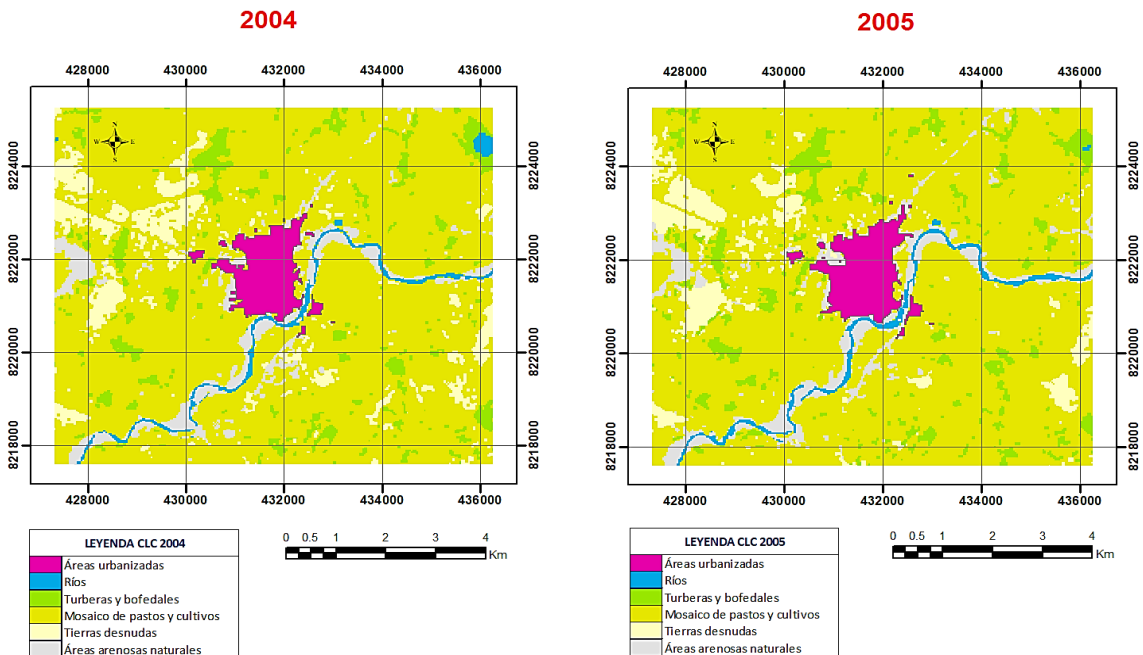 2004
428000 430000 432000 434000 436000
8224000 8224000
8222000 8222000
8220000 8220000
8218000 8218000
N
W E
S
428000 430000 432000 434000 436000
LEYENDA CLC 2004
Áreas urbanizadas
Ríos
Turberas y bofedales
Mosaico de pastos y cultivos
Tierras desnudas
Áreas arenosas naturales
0 0.5 1 2 3 4
Km
2005
428000 430000 432000 434000 436000
8224000 8224000
8222000 8222000
8220000 8220000
8218000 8218000
N
W E
S
428000 430000 432000 434000 436000
LEYENDA CLC 2005
Áreas urbanizadas
Ríos
Turberas y bofedales
Mosaico de pastos y cultivos
Tierras desnudas
Áreas arenosas naturales
0 0.5 1 2 3 4
Km